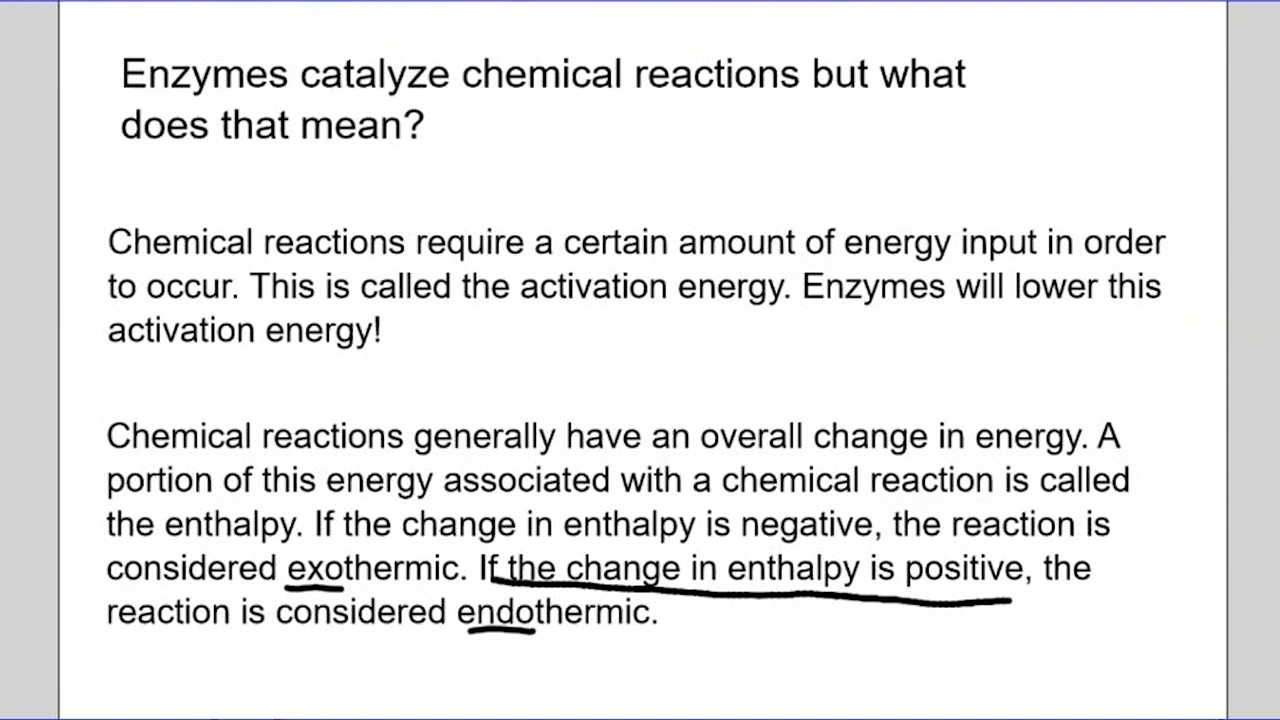 Enzymes catalyze chemical reactions but what
does that mean?
Chemical reactions require a certain amount of energy input in order
to occur. This is called the activation energy. Enzymes will lower this
activation energy!
Chemical reactions generally have an overall change in energy. A
portion of this energy associated with a chemical reaction is called
the enthalpy. If the change in enthalpy is negative, the reaction is
considered exothermic. If the change in enthalpy is positive, the
reaction is considered endothermic.